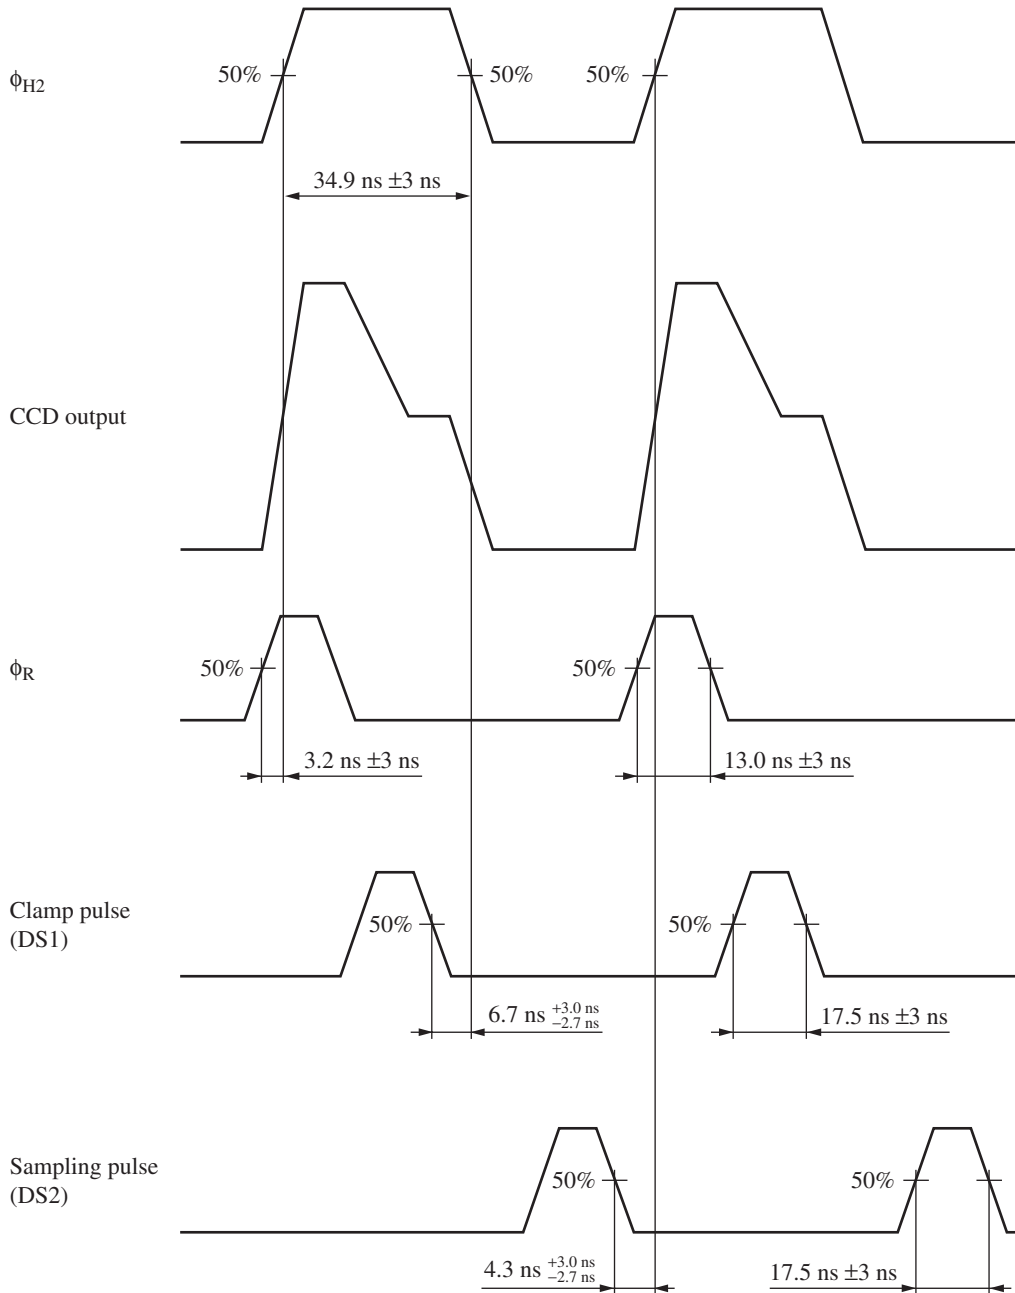 ϕH2
50%
50%
50%
34.9 ns ±3 ns
CCD output
ϕR
50%
50%
3.2 ns ±3 ns
13.0 ns ±3 ns
Clamp pulse
(DS1)
50%
50%
6.7 ns +3.0 ns
−2.7 ns
17.5 ns ±3 ns
Sampling pulse
(DS2)
50%
50%
4.3 ns +3.0 ns
−2.7 ns
17.5 ns ±3 ns